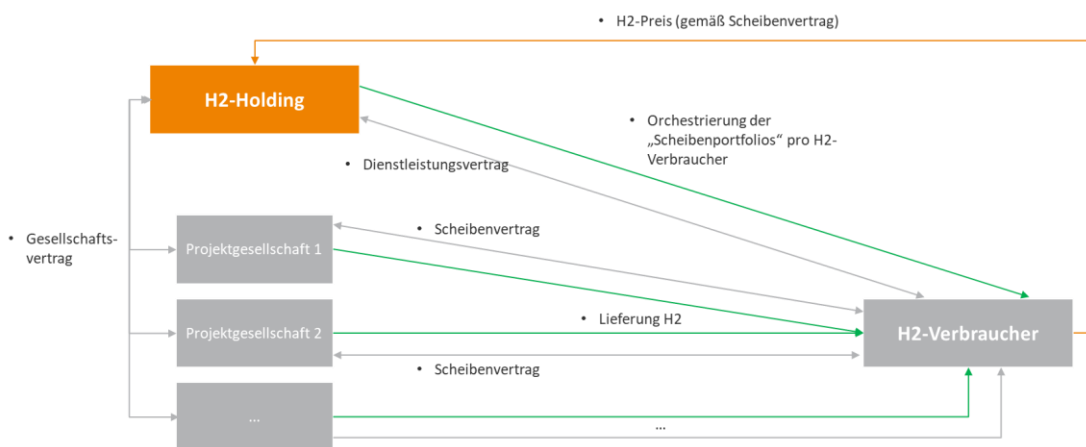 • H2-Preis (gemäß Scheibenvertrag)
H2-Holding
• Orchestrierung der
„Scheibenportfolios“ pro H2-
Verbraucher
• Dienstleistungsvertrag
• Gesellschafts-
vertrag
Projektgesellschaft 1
• Scheibenvertrag
Projektgesellschaft 2
• Lieferung H2
H2-Verbraucher
• Scheibenvertrag
...
...